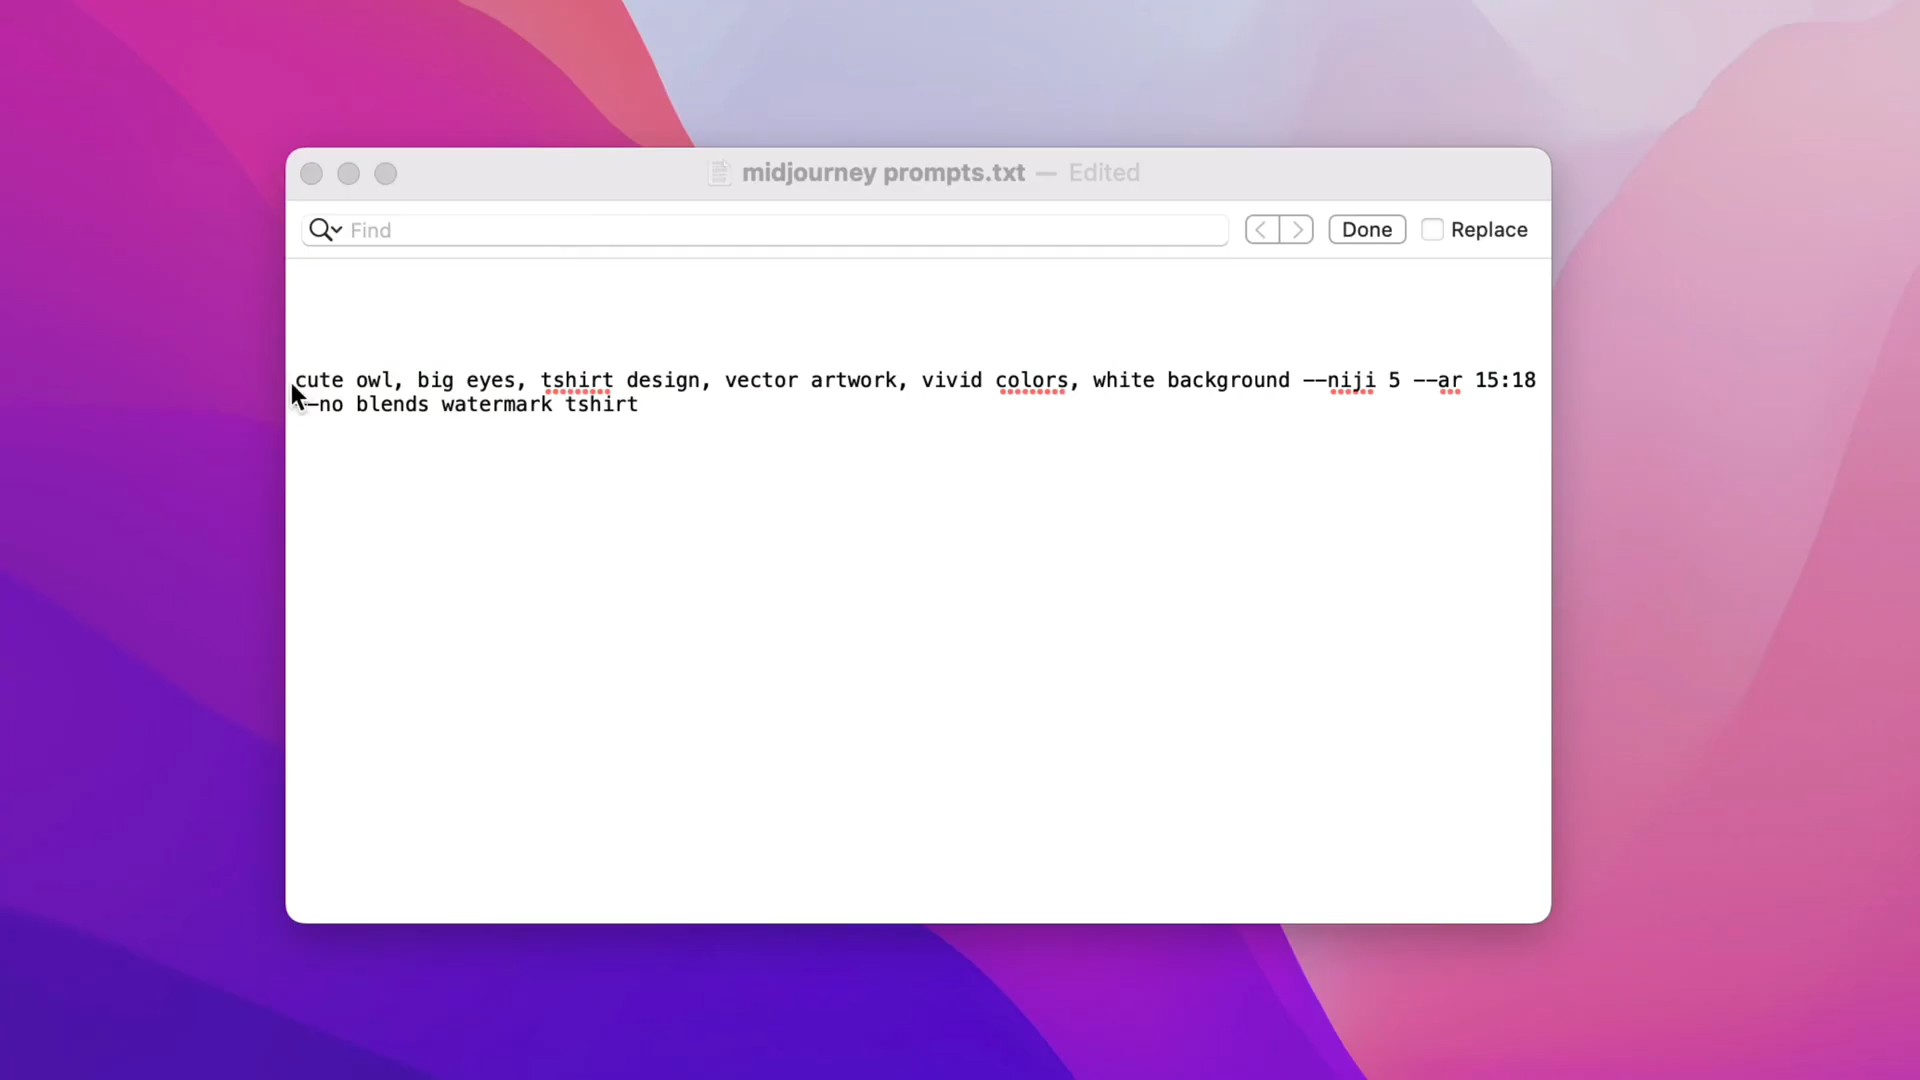 midjourney prompts.txt — Edited
Find
Done
Replace
cute owl, big eyes, tshirt design, vector artwork, vivid colors, white background --niji 5 --ar 15:18
--no blends watermark tshirt